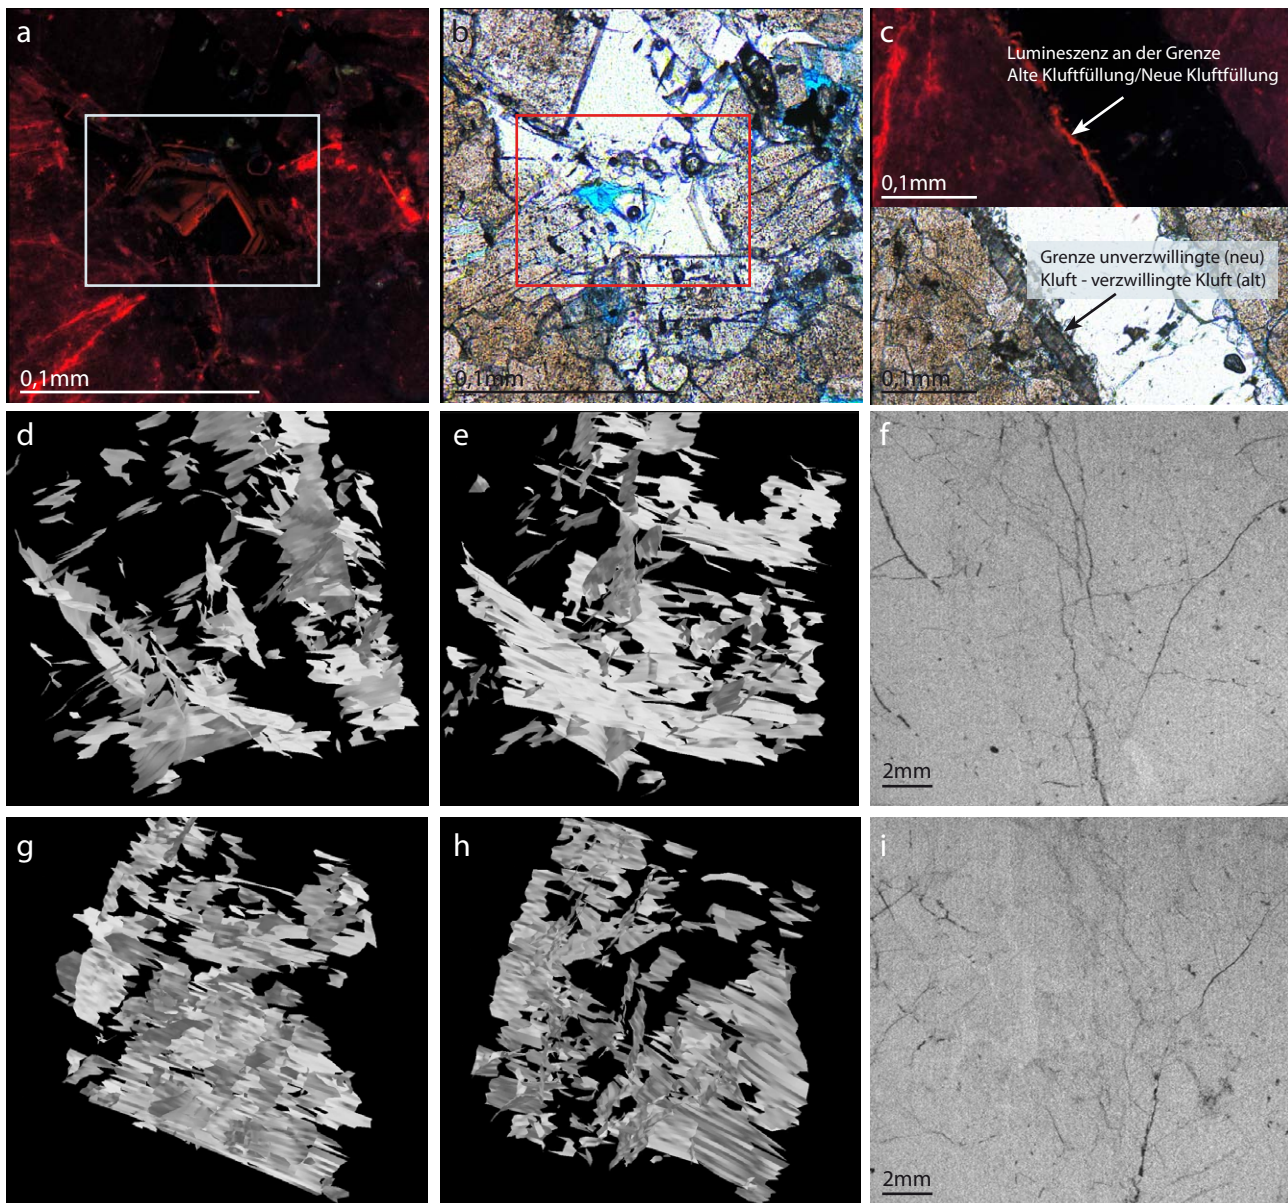 a
b
c
Lumineszenz an der Grenze
Alte Kluftfüllung/Neue Kluftfüllung
0,1mm
Grenze unverzwillingte (neu)
Kluft - verzwillingte Kluft (alt)
0,1mm
0,1mm
0,1mm
d
e
f
2mm
g
h
i
2mm